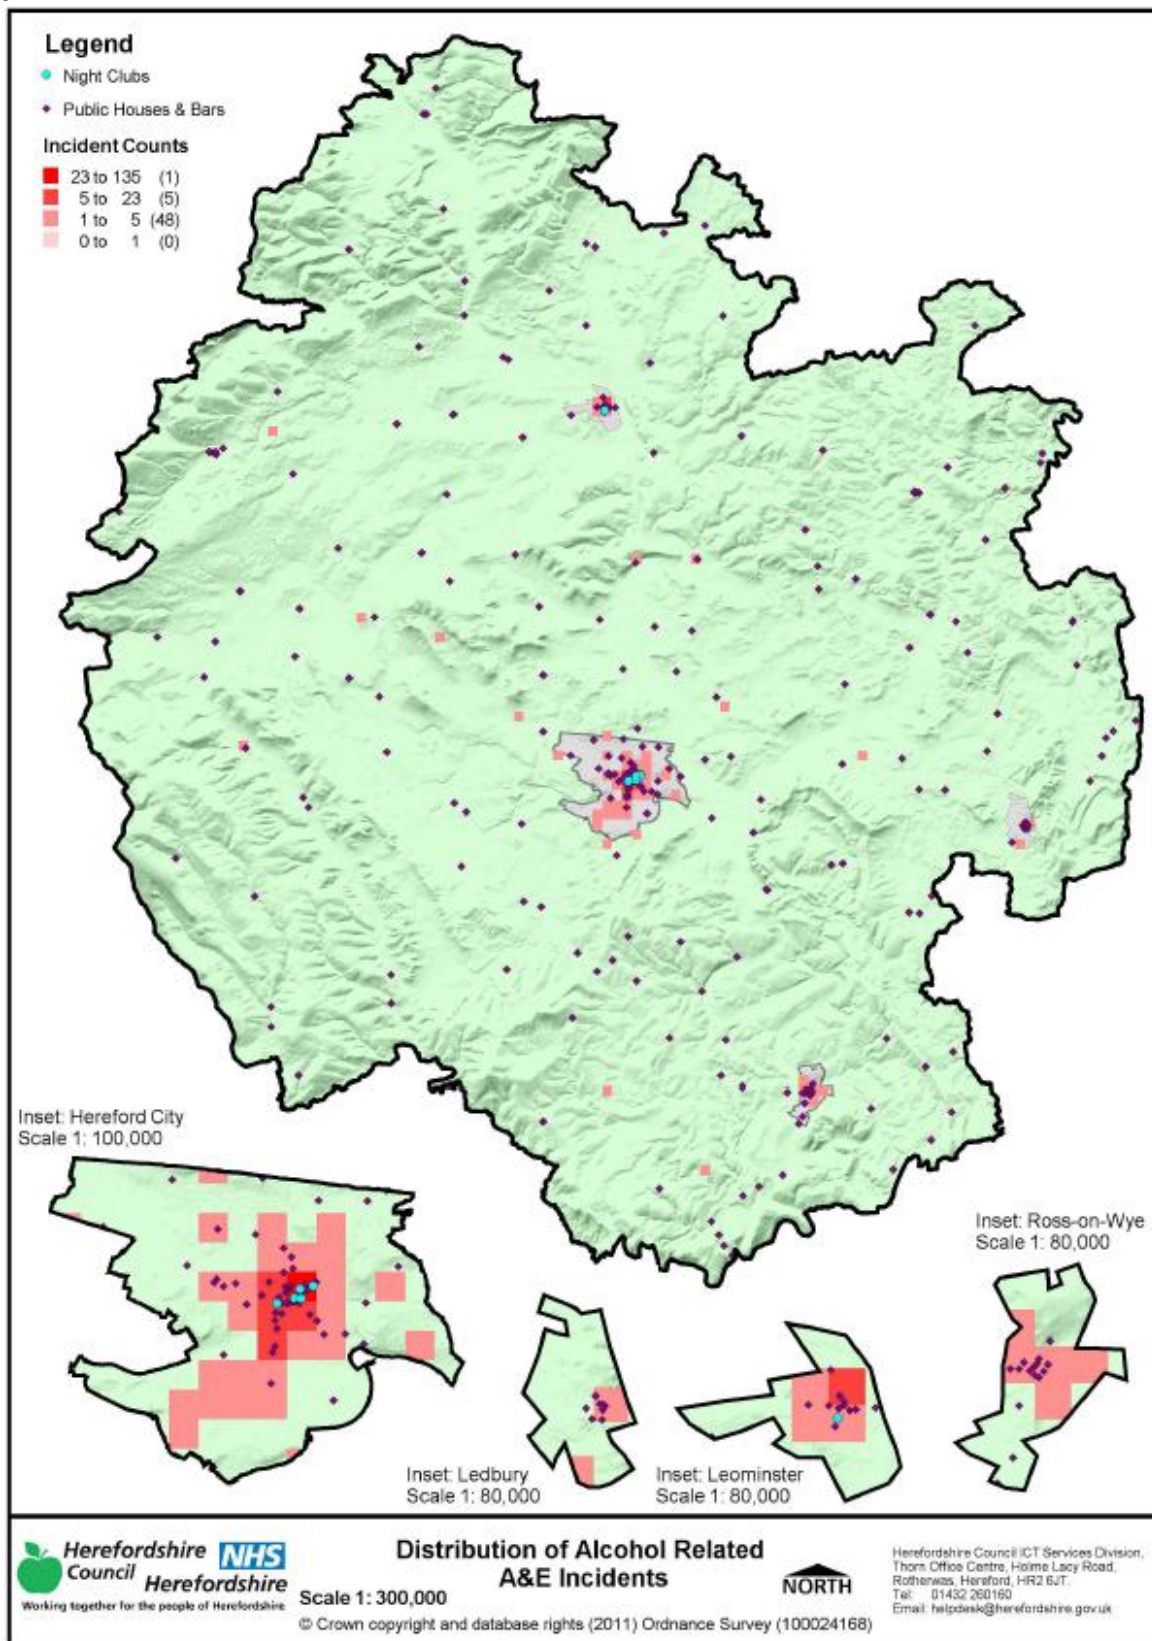 Legend
Night Clubs
Public Houses & Bars
Incident Counts
23 to 135 (1)
5 to 23 (5)
1 to 5 (48)
0 to 1 (0)
Inset: Hereford City
Scale 1: 100,000
Inset: Ross-on-Wye
Scale 1: 80,000
Inset: Ledbury
Scale 1: 80,000
Inset: Leominster
Scale 1: 80,000
Herefordshire
Council
NHS
Herefordshire
Working together for the people of Herefordshire
Distribution of Alcohol Related
A&E Incidents
Scale 1: 300,000
NORTH
© Crown copyright and database rights (2011) Ordnance Survey (100024168)
Herefordshire Council ICT Services Division,
Thorn Office Centre, Holme Lacy Road,
Rotherwas, Hereford, HR2 6JT.
Tel: 01432 260160
Email: helpdesk@herefordshire.gov.uk